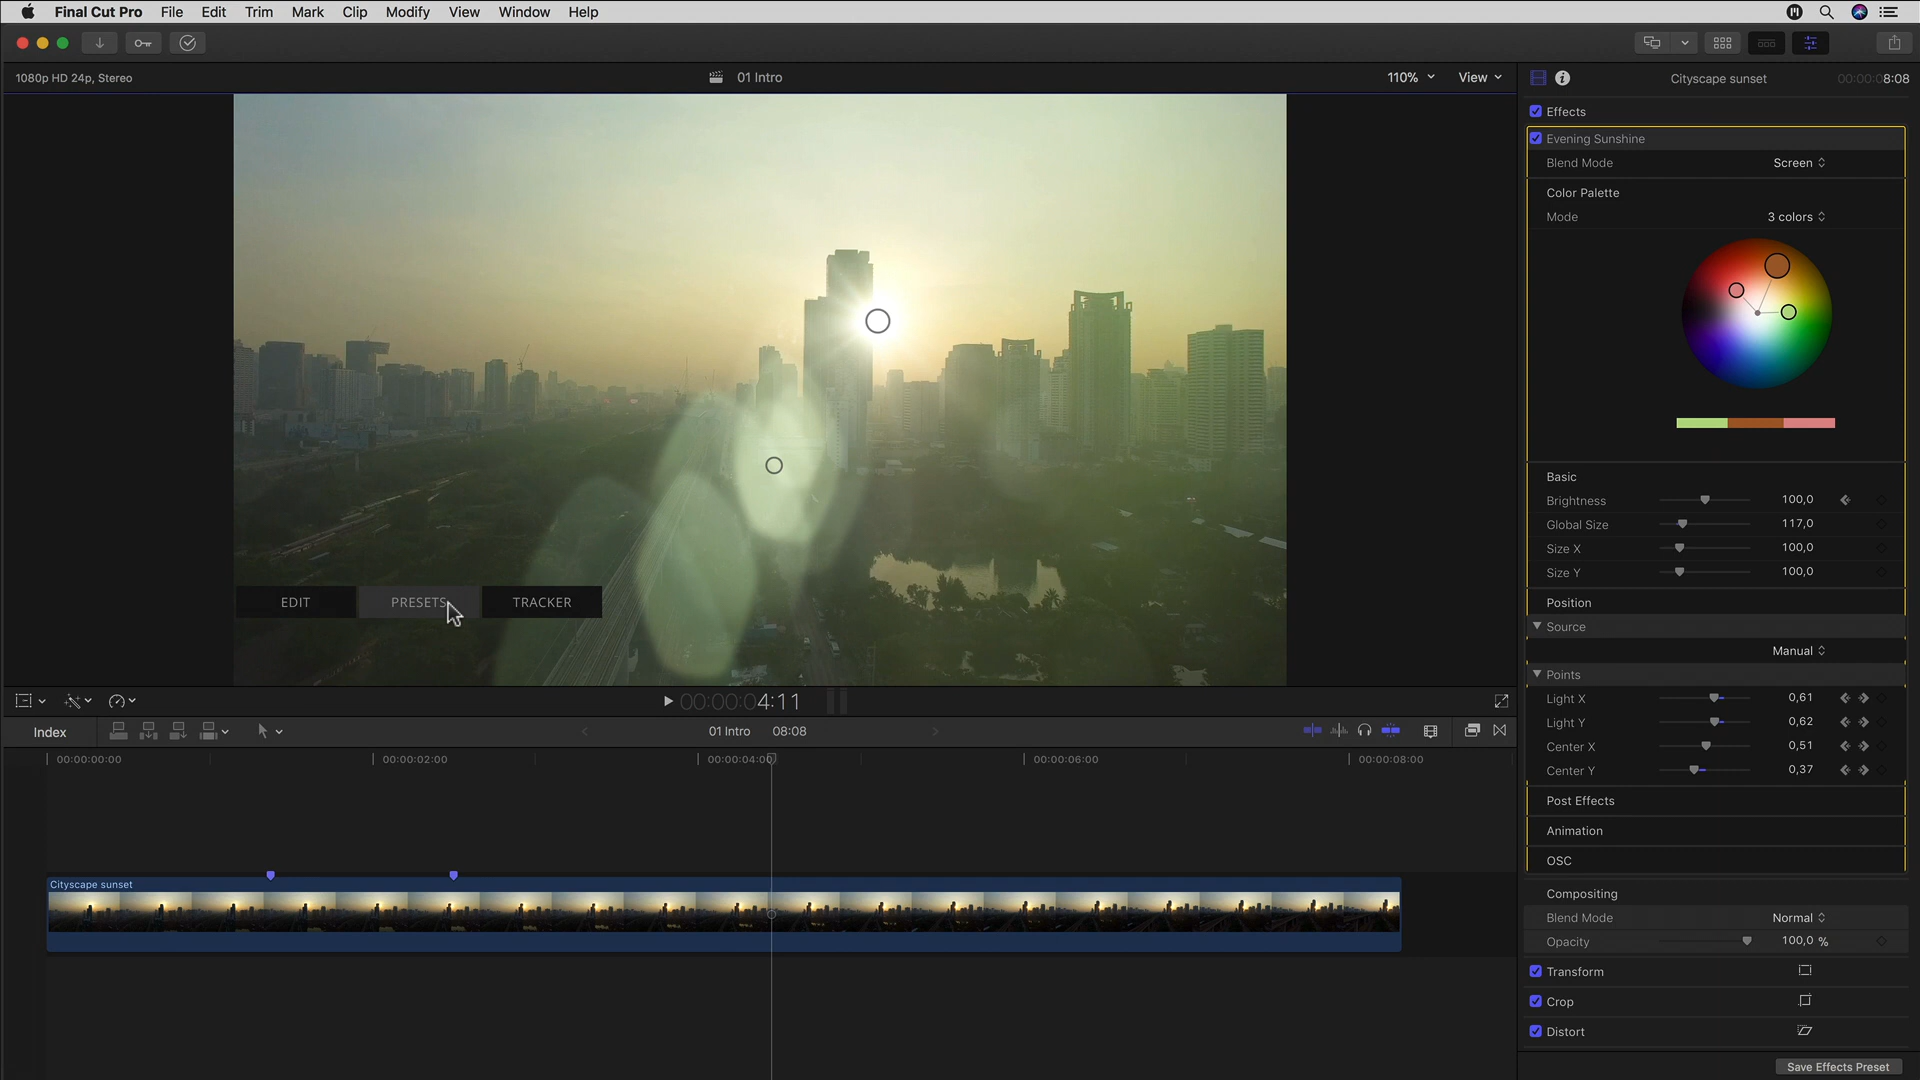 Final Cut Pro File Edit Trim Mark Clip Modify View Window Help
1080p HD 24p, Stereo
01 Intro
110%
View
Cityscape sunset
00:00:08:08
Effects
Evening Sunshine
Blend Mode Screen
Color Palette
Mode 3 colors
Basic
Brightness 100,0
Global Size 117,0
Size X 100,0
Size Y 100,0
Position
Source
Manual
Points
Light X 0,61
Light Y 0,62
Center X 0,51
Center Y 0,37
Post Effects
Animation
OSC
Compositing
Blend Mode Normal
Opacity 100,0 %
Transform
Crop
Distort
Save Effects Preset
EDIT PRESETS TRACKER
00:00:04:11
Index
01 Intro 08:08
00:00:00:00 00:00:02:00 00:00:04:00 00:00:06:00 00:00:08:00
Cityscape sunset